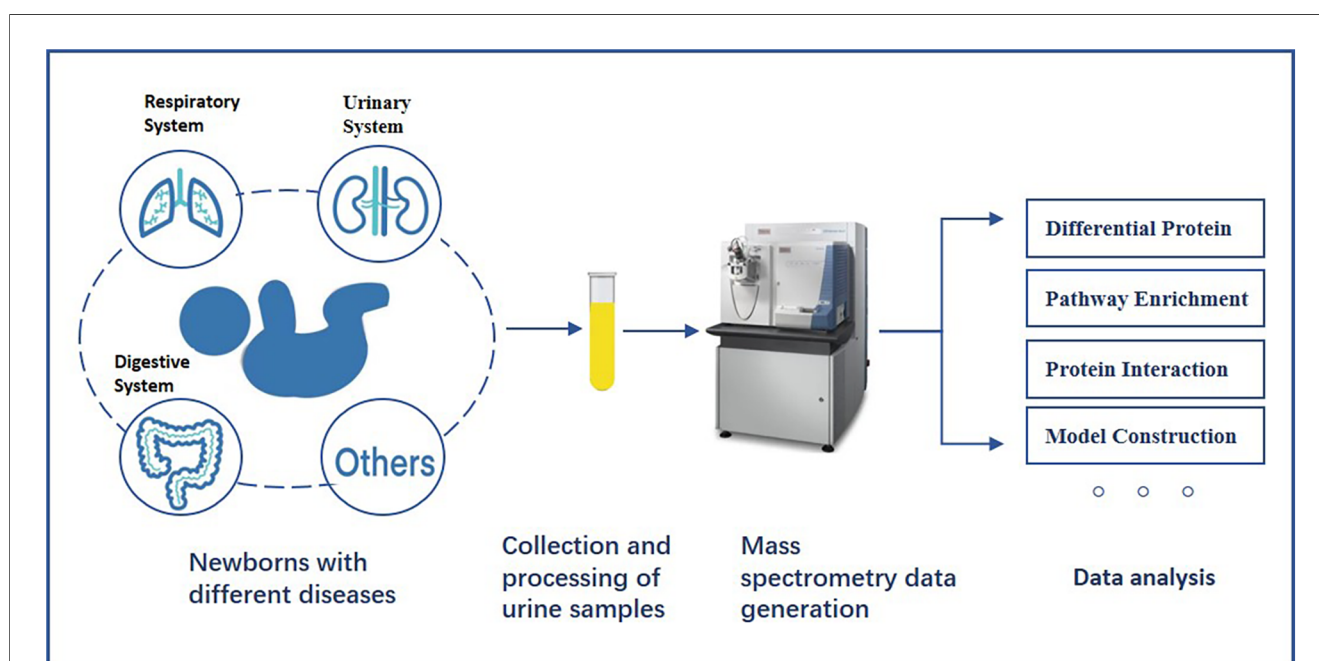 Respiratory
System
Urinary
System
Digestive
System
Others
Differential Protein
Pathway Enrichment
Protein Interaction
Model Construction
Newborns with
different diseases
Collection and
processing of
urine samples
Mass
spectrometry data
generation
Data analysis